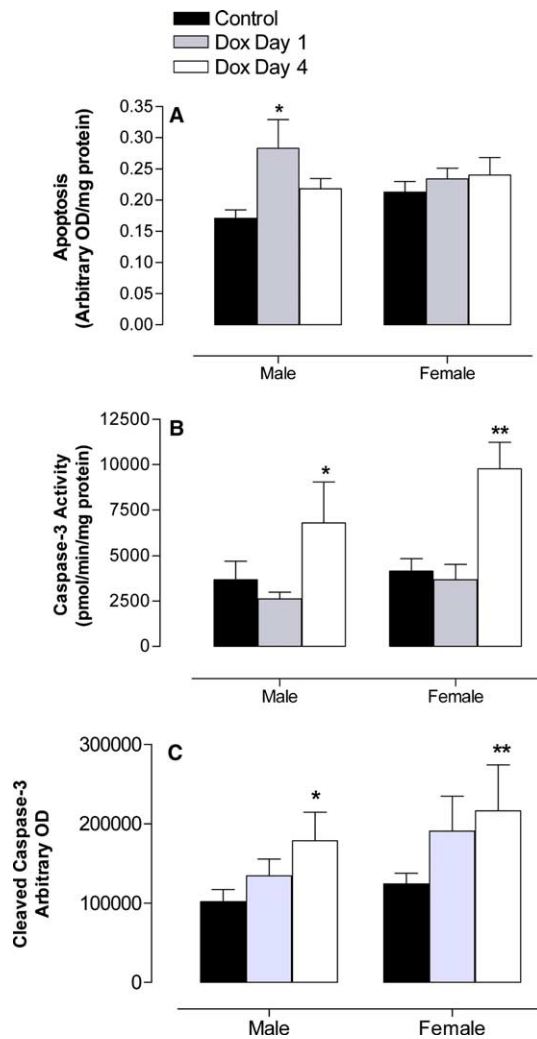 Control
Dox Day 1
Dox Day 4
A
Apoptosis
(Arbitrary OD/mg protein)
0.35
0.30
0.25
0.20
0.15
0.10
0.05
0.00
*
Male
Female
B
Caspase-3 Activity
(pmol/min/mg protein)
12500
10000
7500
5000
2500
0
*
**
Male
Female
C
Cleaved Caspase-3
Arbitrary OD
300000
200000
100000
0
*
**
Male
Female